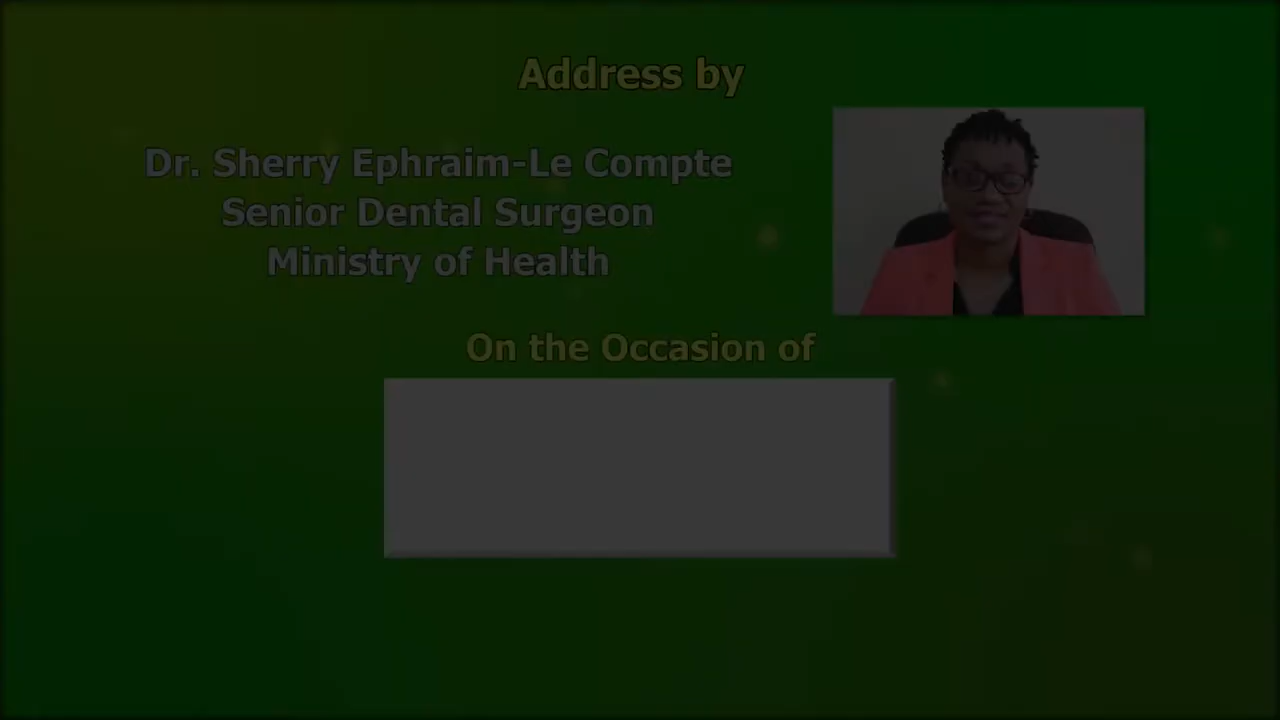 Address by
Dr. Sherry Ephraim-Le Compte
Senior Dental Surgeon
Ministry of Health
On the Occasion of